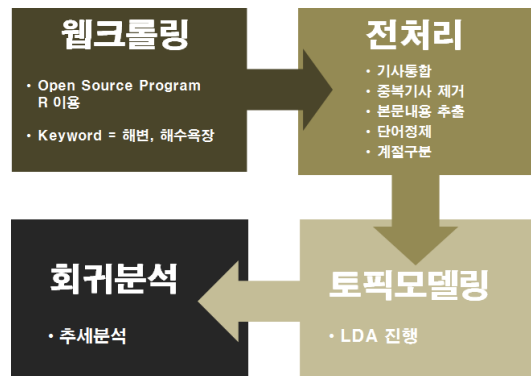 웹크롤링
• Open Source Program
R 이용
• Keyword = 해변, 해수욕장
전처리
• 기사통합
• 중복기사 제거
• 본문내용 추출
• 단어정제
• 계절구분
토픽모델링
• LDA 진행
회귀분석
• 추세분석